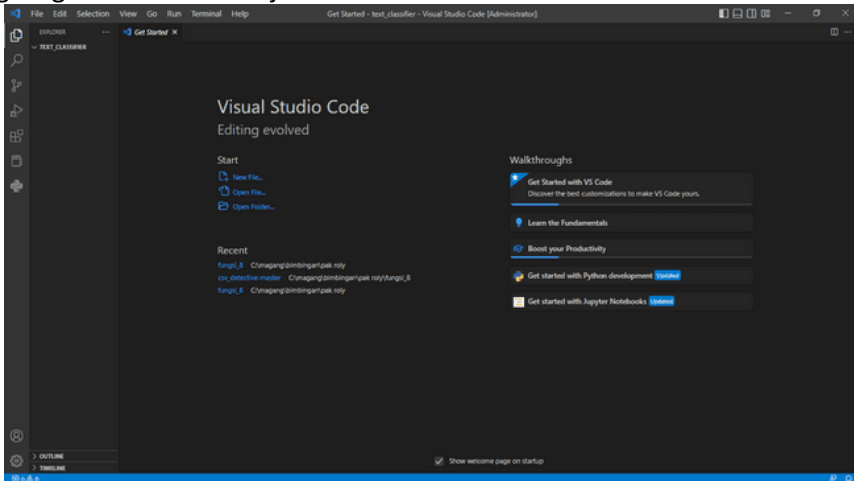 File Edit Selection View Go Run Terminal Help
Get Started - text_classifier - Visual Studio Code [Administrator]
EXPLORER
Get Started
TEXT_CLASSIFIER
Visual Studio Code
Editing evolved
Start
New File...
Open File...
Open Folder...
Recent
fungsi_8 C:\magang\bimbingan\pak roly
csv_detective-master C:\magang\bimbingan\pak roly\fungsi_8
fungsi_6 C:\magang\bimbingan\pak roly
Walkthroughs
Get Started with VS Code
Discover the best customizations to make VS Code yours.
Learn the Fundamentals
Boost your Productivity
Get started with Python development Updated
Get started with Jupyter Notebooks Updated
OUTLINE
TIMELINE
Show welcome page on startup
0 0